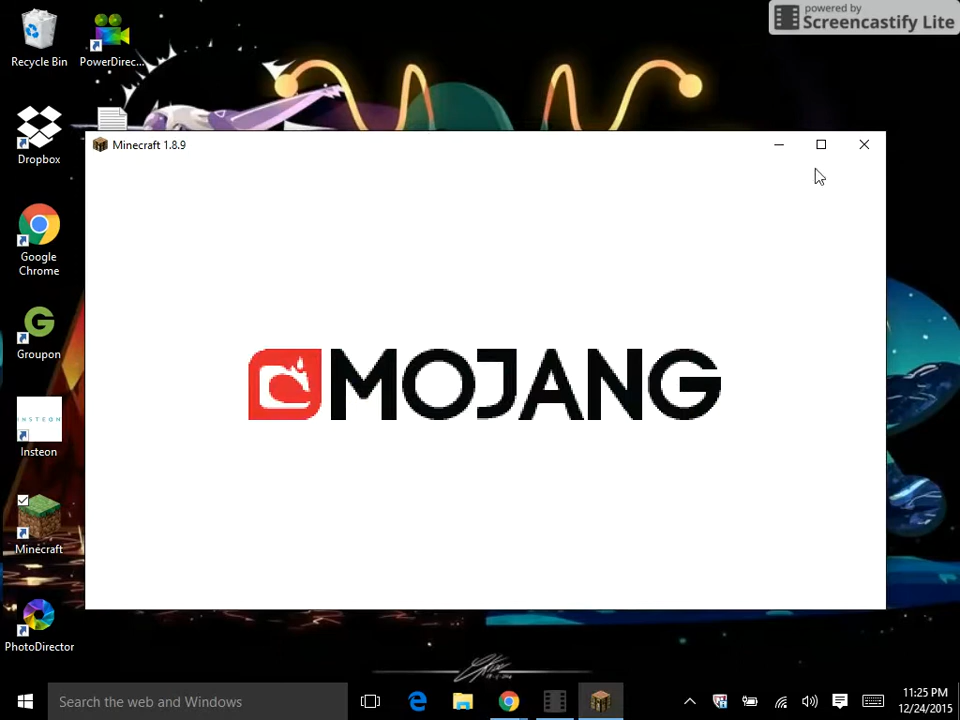 powered by
Screencastify Lite
Recycle Bin
PowerDirec...
Dropbox
Minecraft 1.8.9
Google
Chrome
Groupon
MOJANG
INSTEON
Insteon
Minecraft
PhotoDirector
Search the web and Windows
11:25 PM
12/24/2015